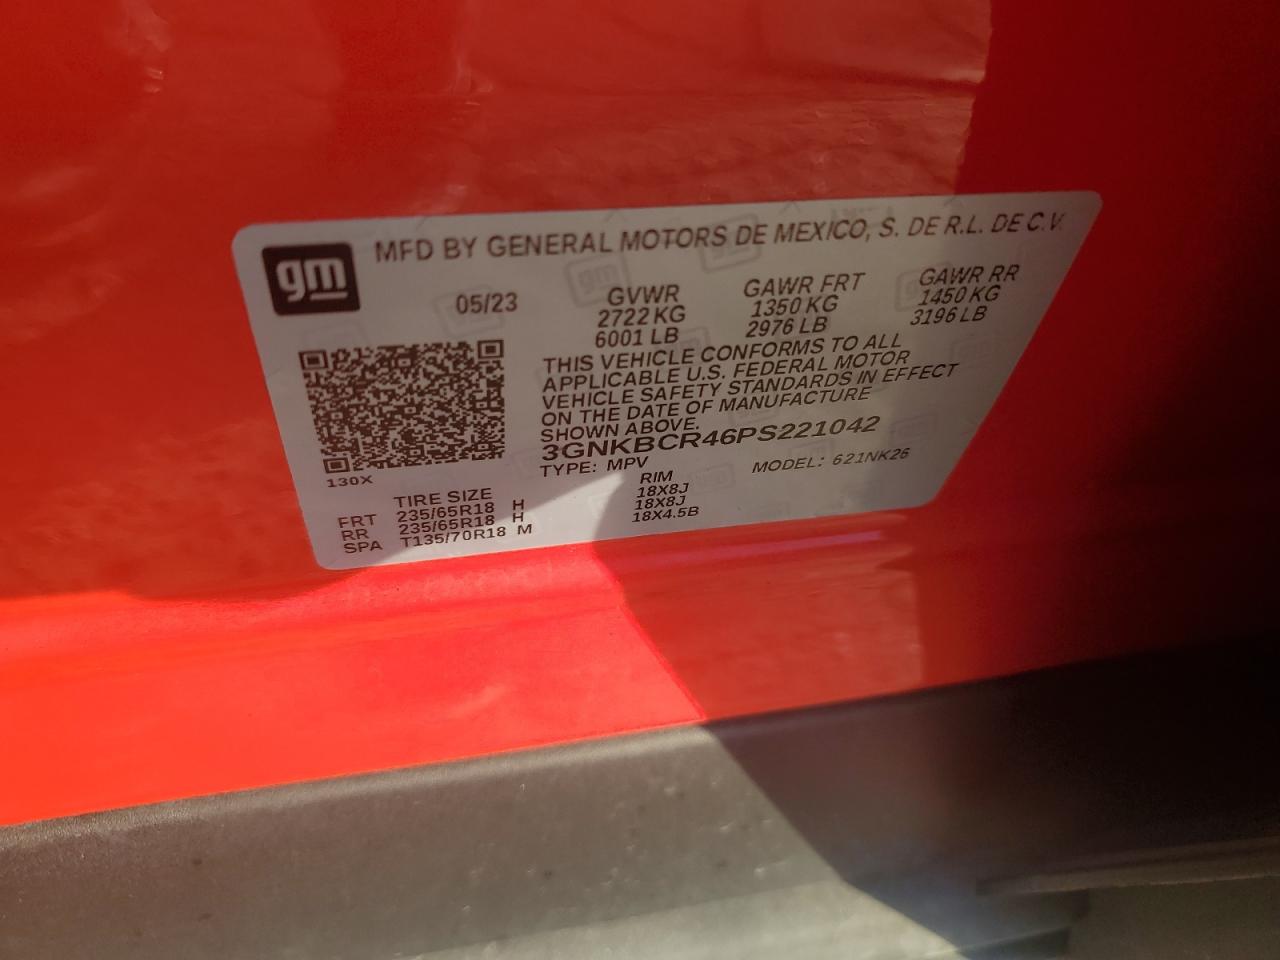 gm MFD BY GENERAL MOTORS DE MEXICO, S. DE R.L. DE C.V.
05/23 GVWR GAWR FRT GAWR RR
2722 KG 1350 KG 1450 KG
6001 LB 2976 LB 3196 LB
THIS VEHICLE CONFORMS TO ALL
APPLICABLE U.S. FEDERAL MOTOR
VEHICLE SAFETY STANDARDS IN EFFECT
ON THE DATE OF MANUFACTURE
SHOWN ABOVE.
3GNKBCR46PS221042
TYPE: MPV MODEL: 621NK26
130X
TIRE SIZE RIM
FRT 235/65R18 H 18X8J
RR 235/65R18 H 18X8J
SPA T135/70R18 M 18X4.5B